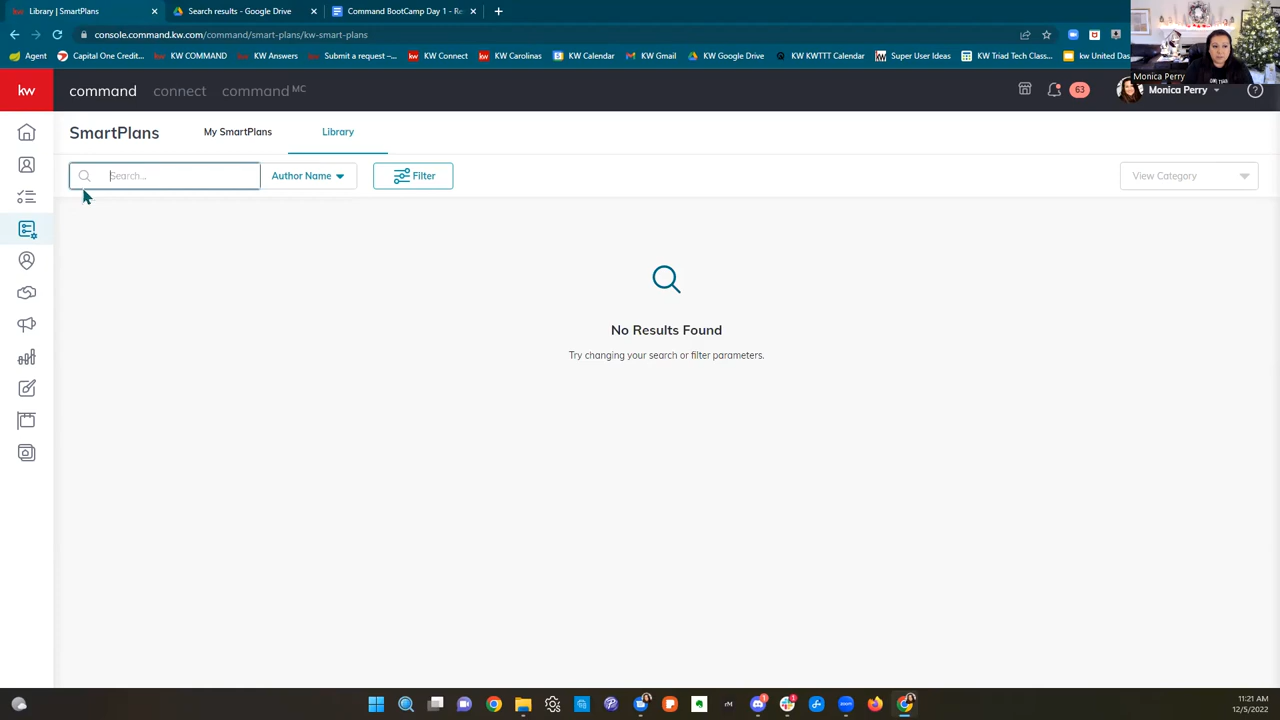 Library | SmartPlans
Search results - Google Drive
Command BootCamp Day 1 - Re
console.command.kw.com/command/smart-plans/kw-smart-plans
Agent
Capital One Credit...
KW COMMAND
KW Answers
Submit a request –...
KW Connect
KW Carolinas
KW Calendar
KW Gmail
KW Google Drive
KW KWTTT Calendar
Super User Ideas
KW Triad Tech Class...
kw United Das
Monica Perry
kw
command
connect
command MC
63
Monica Perry
SmartPlans
My SmartPlans
Library
Search...
Author Name
Filter
View Category
No Results Found
Try changing your search or filter parameters.
11:21 AM
12/5/2022